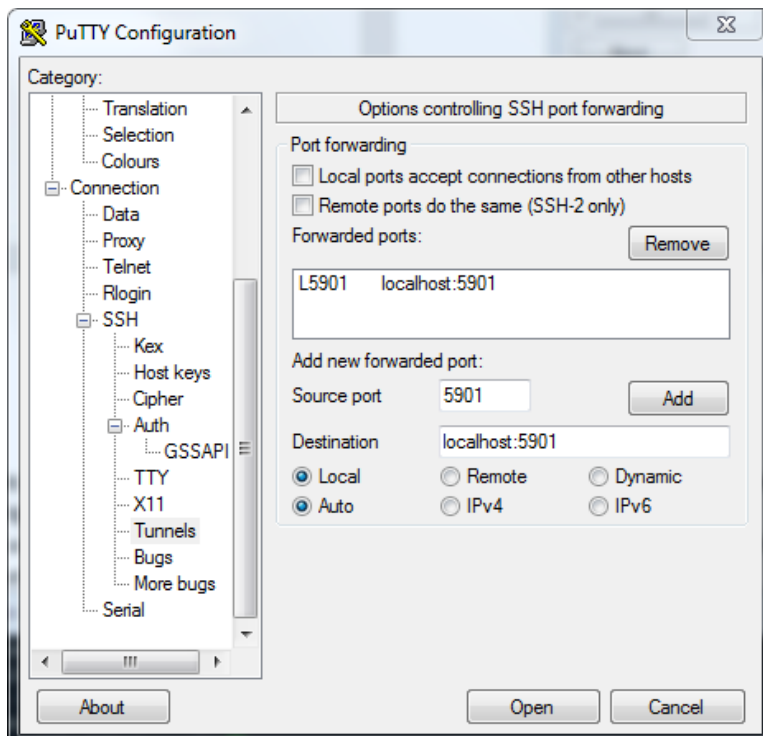 PuTTY Configuration
Category:
Translation
Selection
Colours
Connection
Data
Proxy
Telnet
Rlogin
SSH
Kex
Host keys
Cipher
Auth
GSSAPI
TTY
X11
Tunnels
Bugs
More bugs
Serial
Options controlling SSH port forwarding
Port forwarding
Local ports accept connections from other hosts
Remote ports do the same (SSH-2 only)
Forwarded ports:
Remove
L5901 localhost:5901
Add new forwarded port:
Source port 5901 Add
Destination localhost:5901
Local Remote Dynamic
Auto IPv4 IPv6
About Open Cancel